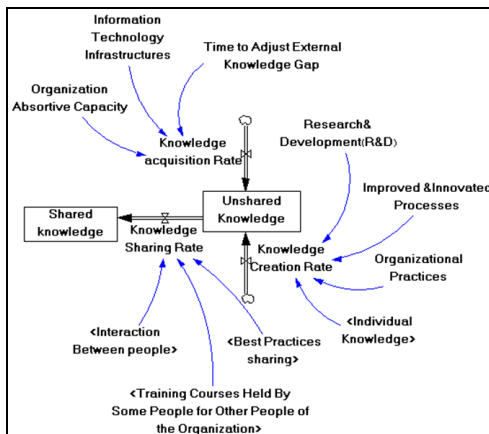 Information
Technology
Infrastructures
Time to Adjust External
Knowledge Gap
Organization
Absortive Capacity
Knowledge
acquisition Rate
Research&
Development(R&D)
Improved &Innovated
Processes
Unshared
Knowledge
Shared
knowledge
Knowledge
Sharing Rate
Knowledge
Creation Rate
Organizational
Practices
<Individual
Knowledge>
<Interaction
Between people>
<Best Practices
sharing>
<Training Courses Held By
Some People for Other People of
the Organization>